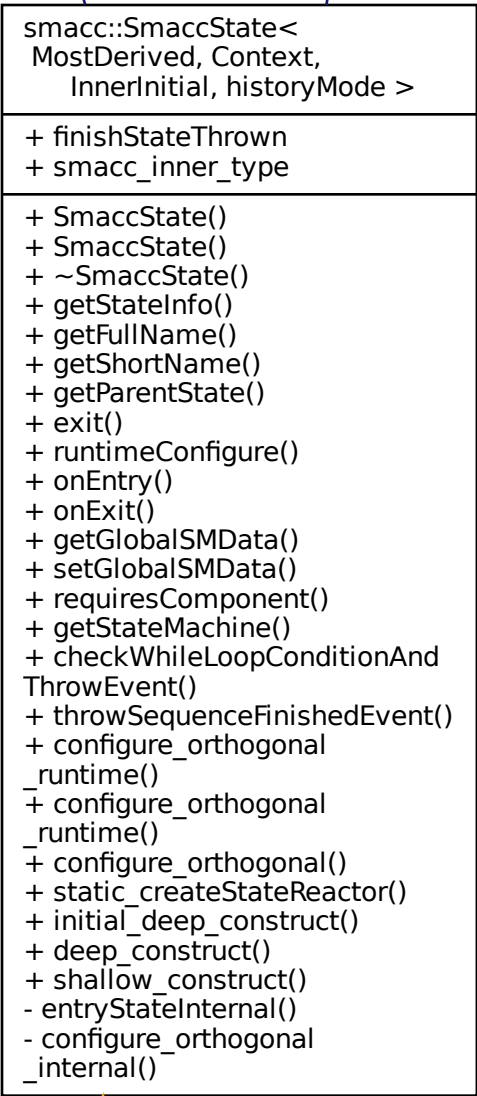 smacc::SmaccState<
MostDerived, Context,
InnerInitial, historyMode >
+ finishStateThrown
+ smacc_inner_type
+ SmaccState()
+ SmaccState()
+ ~SmaccState()
+ getStateInfo()
+ getFullName()
+ getShortName()
+ getParentState()
+ exit()
+ runtimeConfigure()
+ onEntry()
+ onExit()
+ getGlobalSMData()
+ setGlobalSMData()
+ requiresComponent()
+ getStateMachine()
+ checkWhileLoopConditionAnd
ThrowEvent()
+ throwSequenceFinishedEvent()
+ configure_orthogonal
_runtime()
+ configure_orthogonal
_runtime()
+ configure_orthogonal()
+ static_createStateReactor()
+ initial_deep_construct()
+ deep_construct()
+ shallow_construct()
- entryStateInternal()
- configure_orthogonal
_internal()